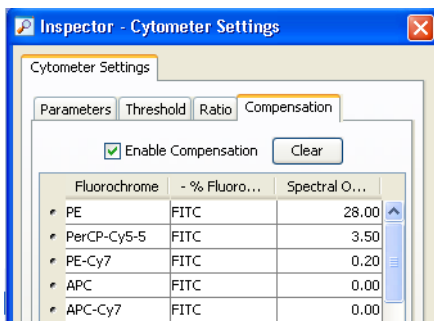 Inspector - Cytometer Settings
Cytometer Settings
Parameters Threshold Ratio Compensation
Enable Compensation Clear
Fluorochrome - % Fluoro... Spectral O...
PE FITC 28.00
PerCP-Cy5-5 FITC 3.50
PE-Cy7 FITC 0.20
APC FITC 0.00
APC-Cy7 FITC 0.00